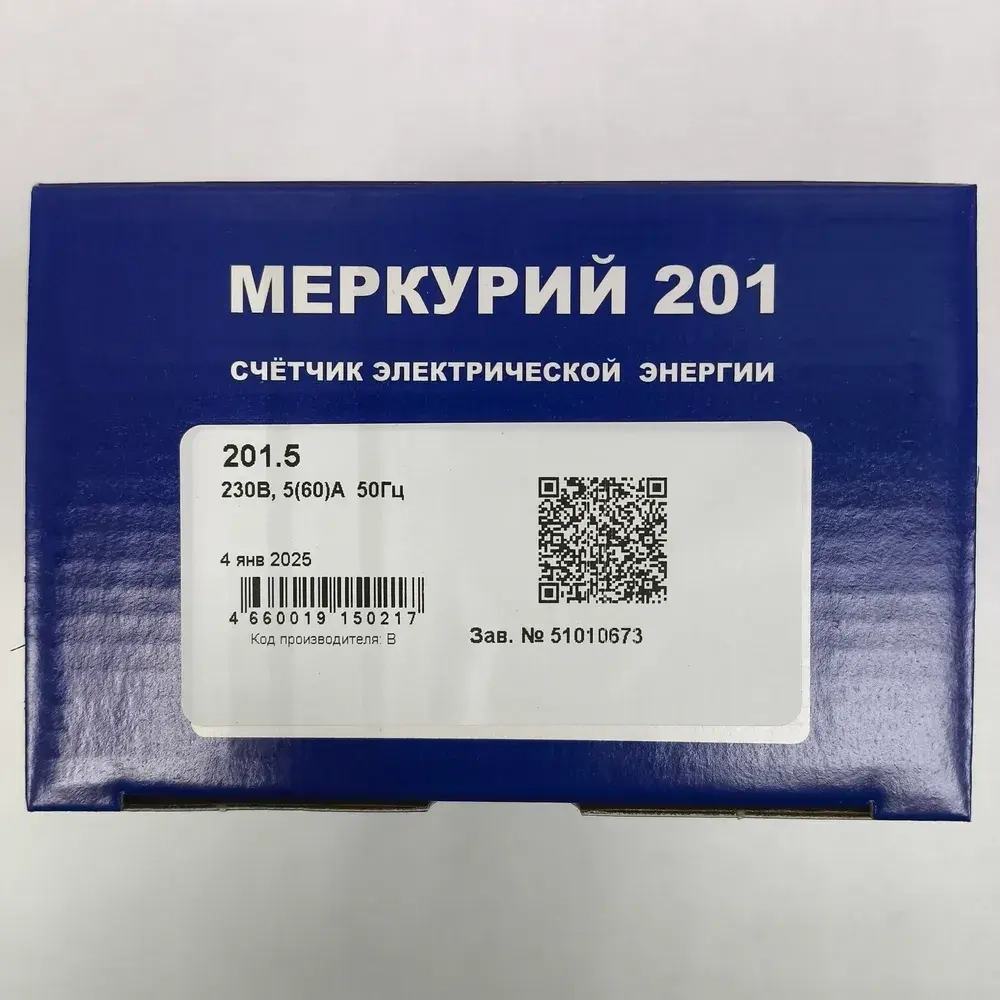 МЕРКУРИЙ 201
СЧЁТЧИК ЭЛЕКТРИЧЕСКОЙ ЭНЕРГИИ
201.5
230В, 5(60)А 50Гц
4 янв 2025
4 660019 150217
Код производителя: В
Зав. № 51010673